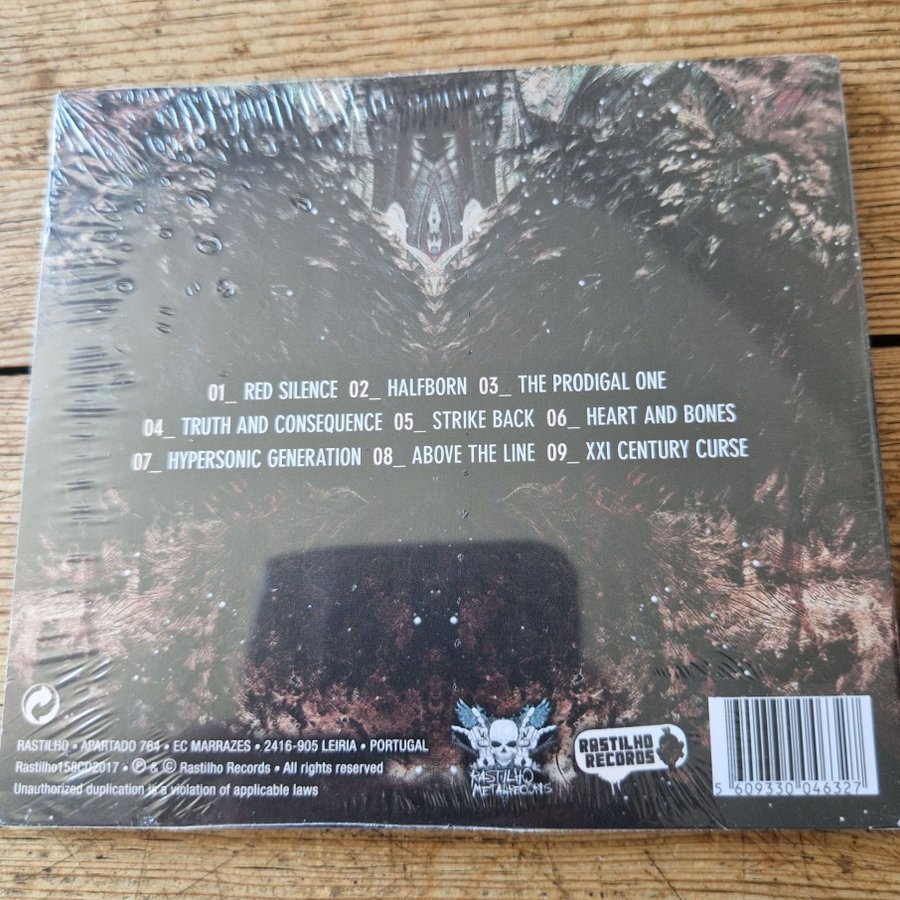 01_ RED SILENCE 02_ HALFBORN 03_ THE PRODIGAL ONE
04_ TRUTH AND CONSEQUENCE 05_ STRIKE BACK 06_ HEART AND BONES
07_ HYPERSONIC GENERATION 08_ ABOVE THE LINE 09_ XXI CENTURY CURSE
RASTILHO • APARTADO 764 • EC MARRAZES • 2416-905 LEIRIA • PORTUGAL
Rastilho158CD2017 • ℗ & © Rastilho Records • All rights reserved
Unauthorized duplication is a violation of applicable laws
RASTILHO
METALRECORDS
RASTILHO
RECORDS
5 609330 046327